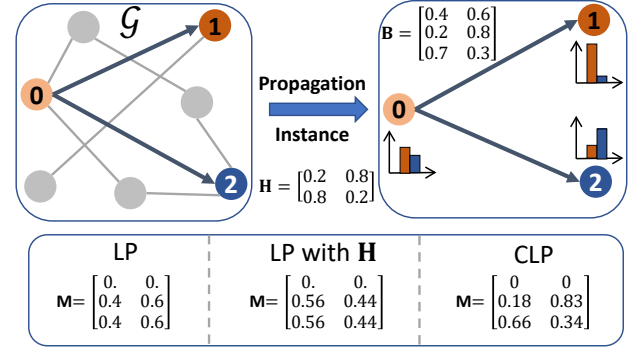 𝒢
0
1
2
Propagation
Instance
H = [0.2 0.8
0.8 0.2]
B = [0.4 0.6
0.2 0.8
0.7 0.3]
0
1
2
LP
M= [0. 0.
0.4 0.6
0.4 0.6]
LP with H
M= [0. 0.
0.56 0.44
0.56 0.44]
CLP
M= [0 0
0.18 0.83
0.66 0.34]